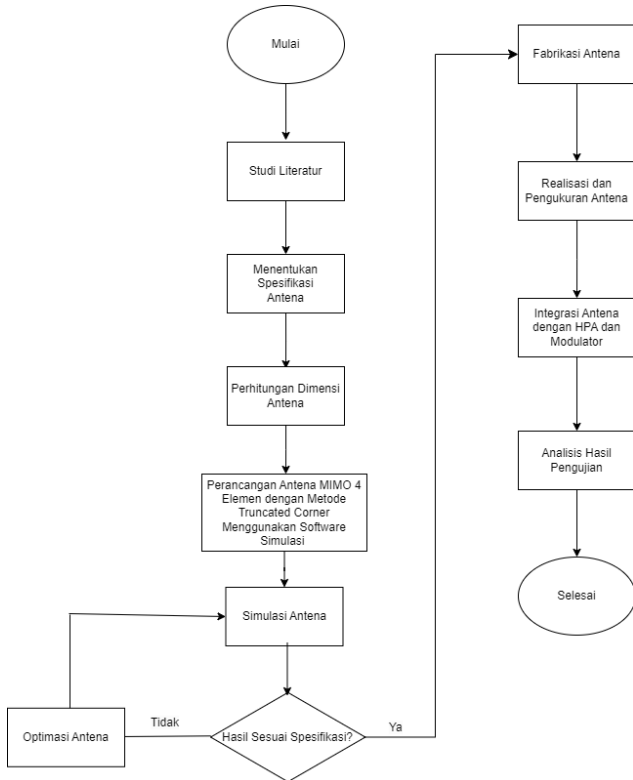 Mulai
Studi Literatur
Menentukan
Spesifikasi
Antena
Perhitungan Dimensi
Antena
Perancangan Antena MIMO 4
Elemen dengan Metode
Truncated Corner
Menggunakan Software
Simulasi
Simulasi Antena
Hasil Sesuai Spesifikasi?
Tidak
Optimasi Antena
Ya
Fabrikasi Antena
Realisasi dan
Pengukuran Antena
Integrasi Antena
dengan HPA dan
Modulator
Analisis Hasil
Pengujian
Selesai